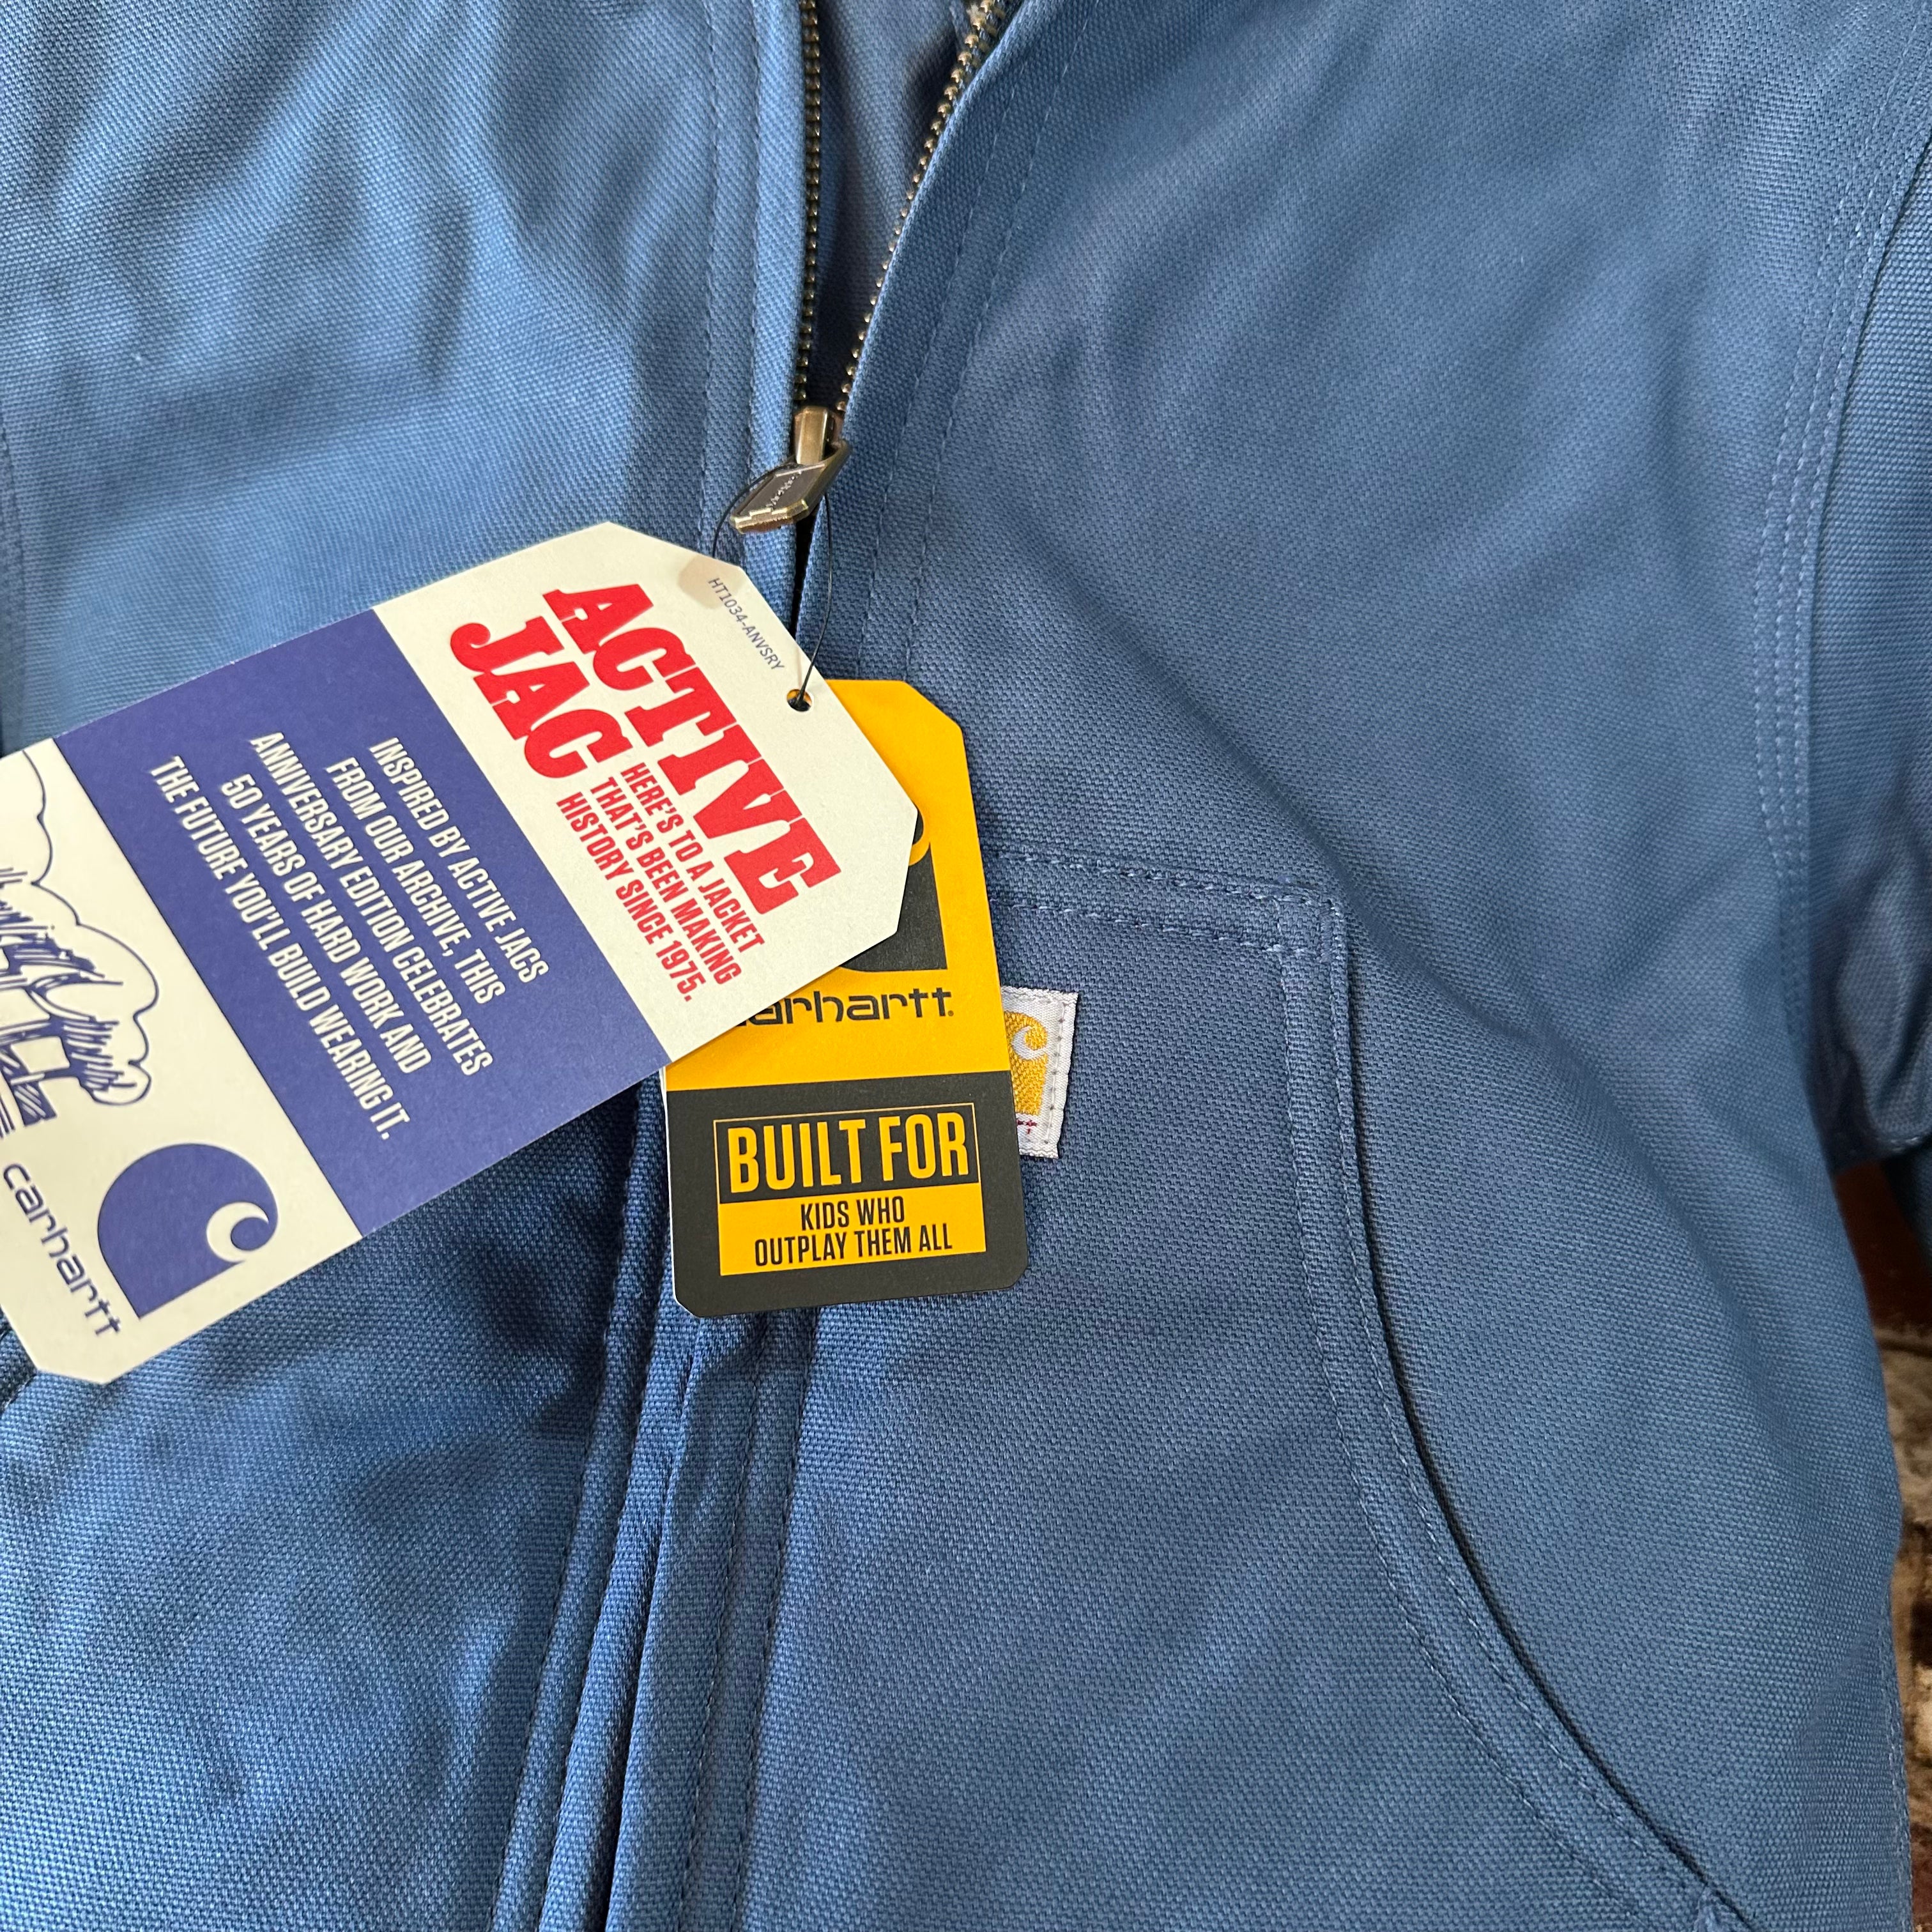 HT1034-ANVSRY
ACTIVE
JAC
HERE'S TO A JACKET
THAT'S BEEN MAKING
HISTORY SINCE 1975.
INSPIRED BY ACTIVE JACS
FROM OUR ARCHIVE, THIS
ANNIVERSARY EDITION CELEBRATES
50 YEARS OF HARD WORK AND
THE FUTURE YOU'LL BUILD WEARING IT.
carhartt
arhartt.
BUILT FOR
KIDS WHO
OUTPLAY THEM ALL